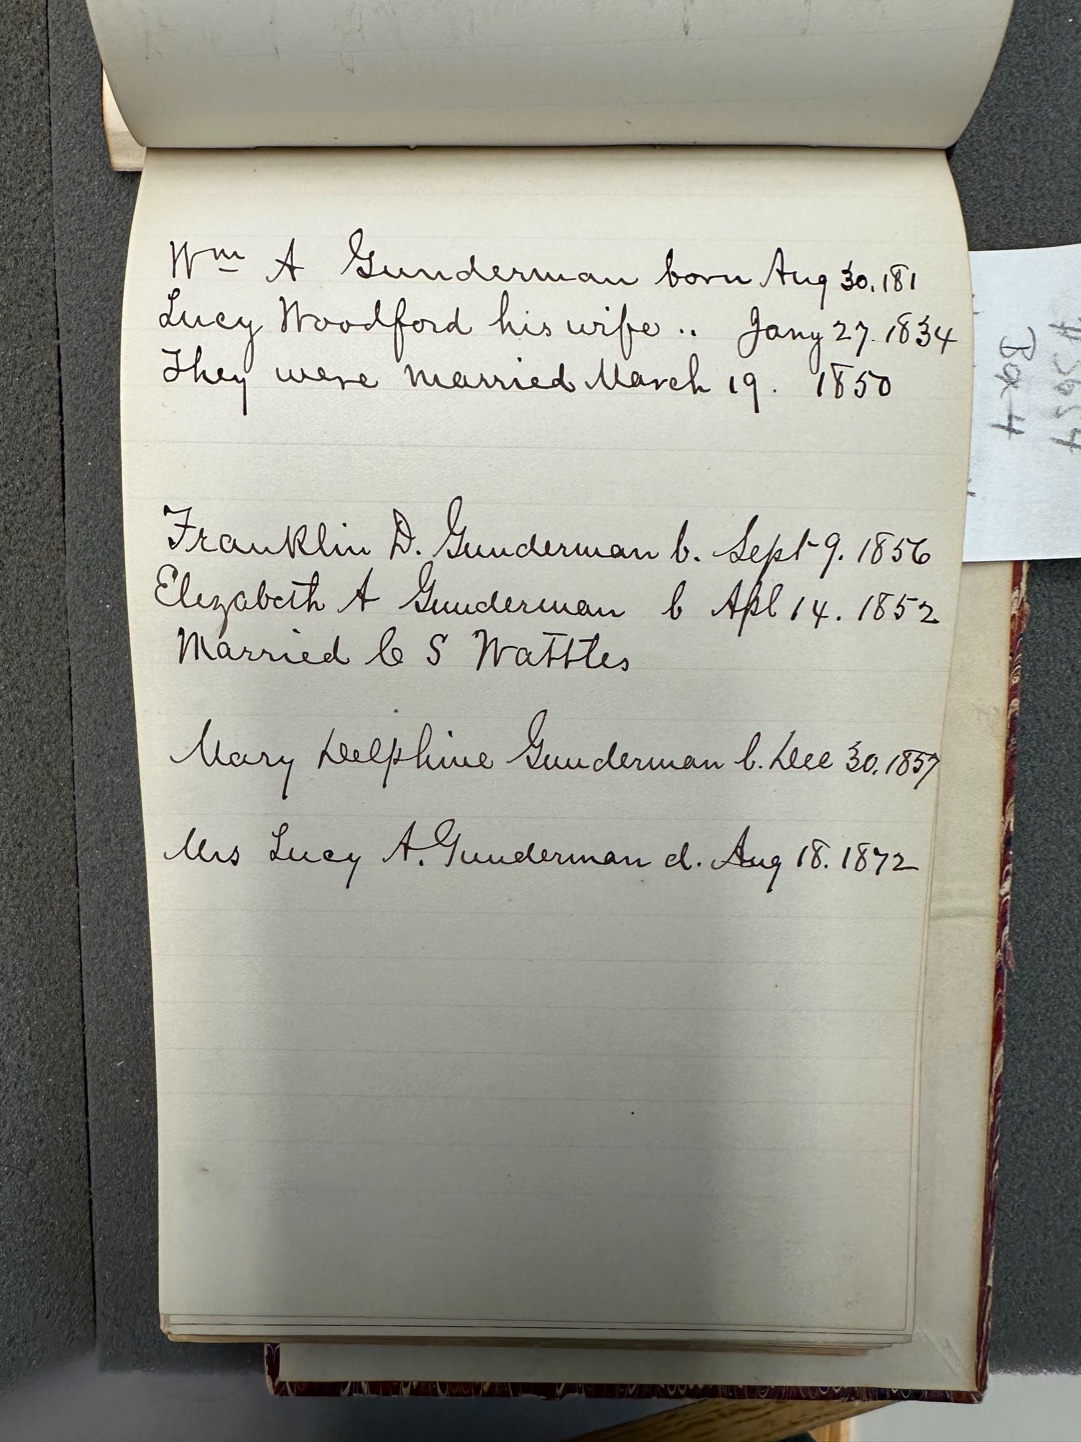 Wm A Gunderman born Aug 30. 181
Lucy Woodford his wife .. Jany 27. 1834
They were married March 19. 1850
Franklin D. Gunderman b. Sept 9. 1856
Elizabeth A Gunderman b Apl 14. 1852
Married C S Wattles
Mary Delphine Gunderman b. Dec 30. 1857
Mrs Lucy A. Gunderman d. Aug 18. 1872
Box 4